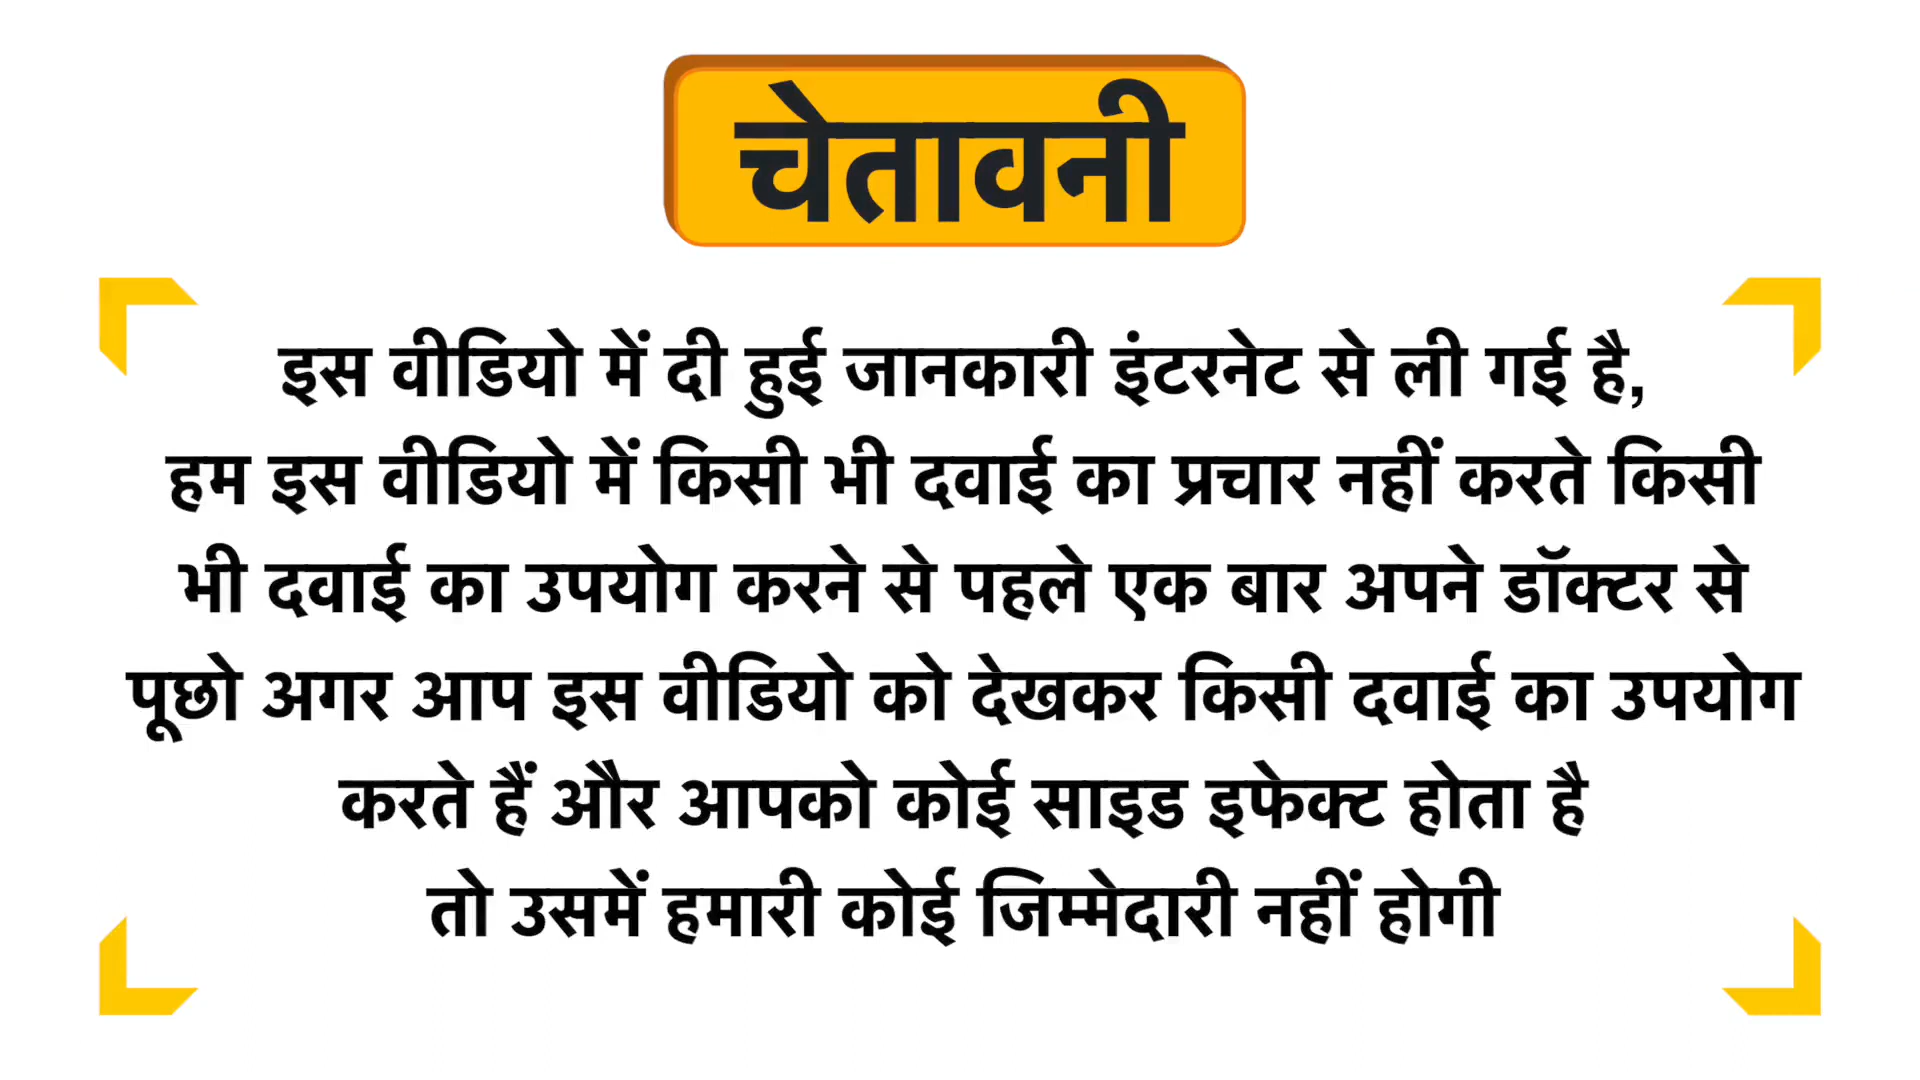 चेतावनी
इस वीडियो में दी हुई जानकारी इंटरनेट से ली गई है,
हम इस वीडियो में किसी भी दवाई का प्रचार नहीं करते किसी
भी दवाई का उपयोग करने से पहले एक बार अपने डॉक्टर से
पूछो अगर आप इस वीडियो को देखकर किसी दवाई का उपयोग
करते हैं और आपको कोई साइड इफेक्ट होता है
तो उसमें हमारी कोई जिम्मेदारी नहीं होगी